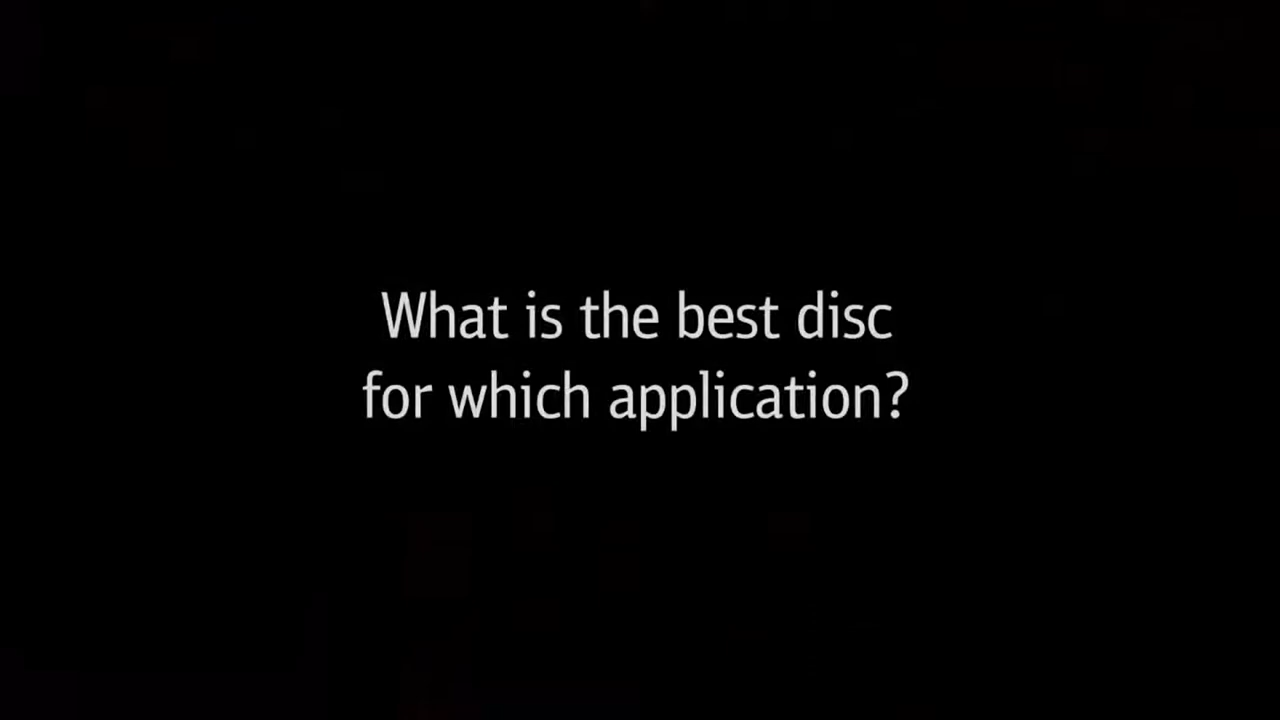 What is the best disc
for which application?